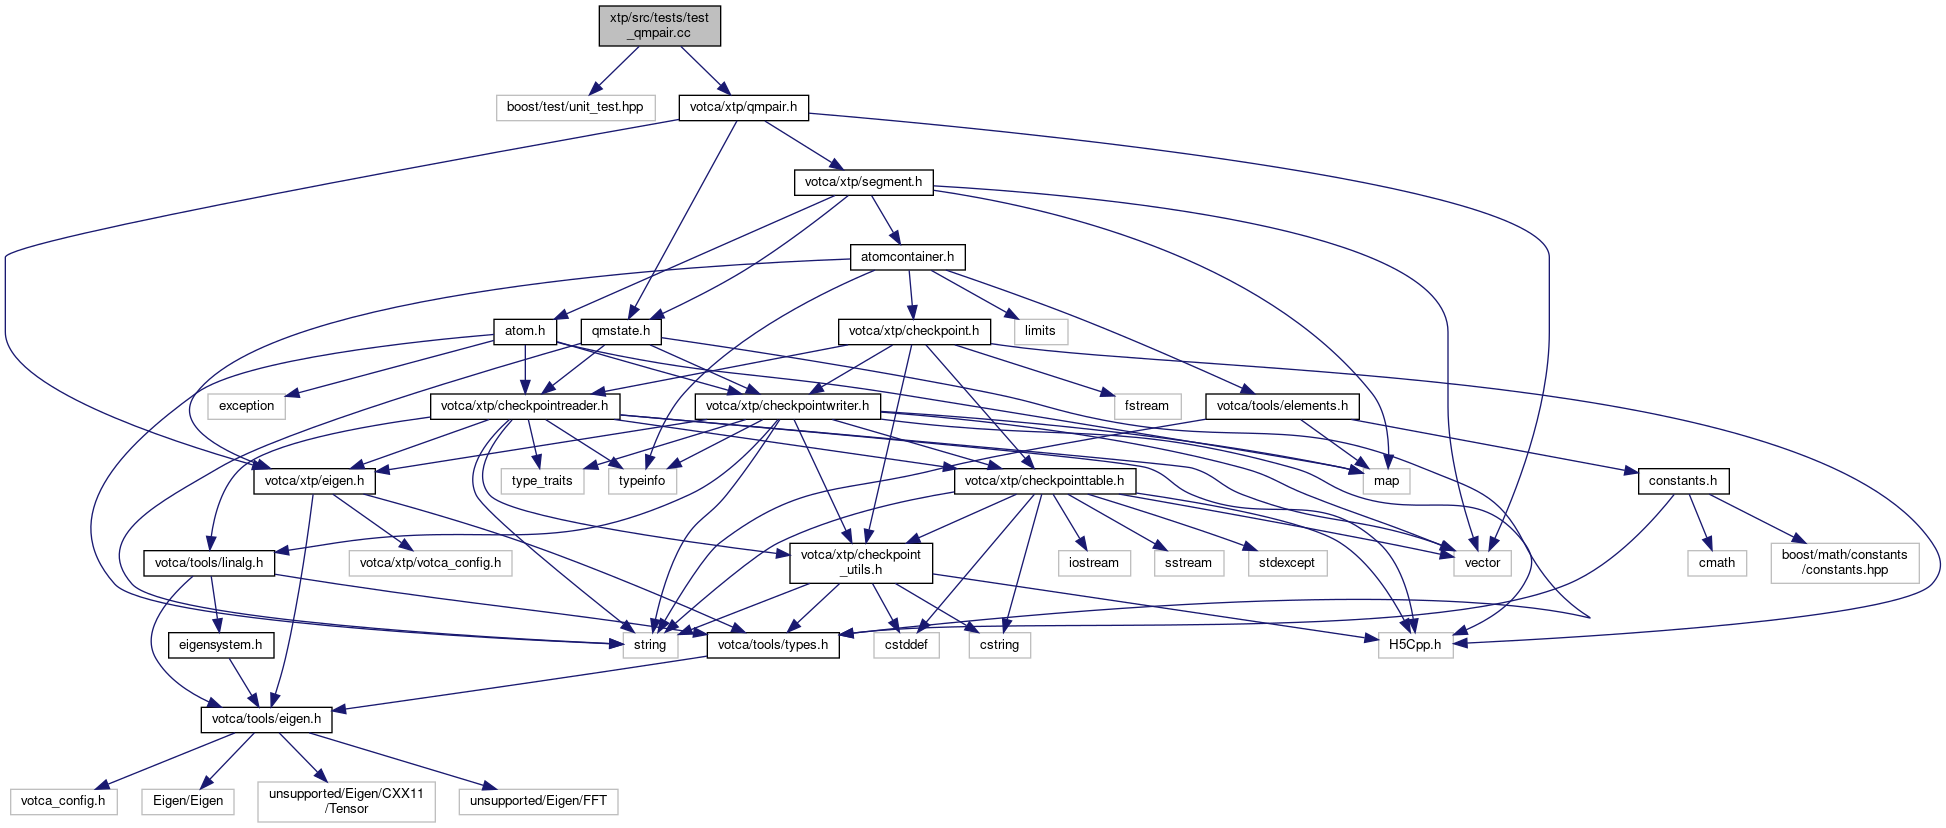 xtp/src/tests/test
_qmpair.cc
boost/test/unit_test.hpp
votca/xtp/qmpair.h
votca/xtp/segment.h
atomcontainer.h
atom.h
qmstate.h
votca/xtp/checkpoint.h
limits
exception
votca/xtp/checkpointreader.h
votca/xtp/checkpointwriter.h
fstream
votca/tools/elements.h
votca/xtp/eigen.h
type_traits
typeinfo
votca/xtp/checkpointtable.h
map
constants.h
votca/tools/linalg.h
votca/xtp/votca_config.h
votca/xtp/checkpoint
_utils.h
iostream
sstream
stdexcept
vector
cmath
boost/math/constants
/constants.hpp
eigensystem.h
string
votca/tools/types.h
cstddef
cstring
H5Cpp.h
votca/tools/eigen.h
votca_config.h
Eigen/Eigen
unsupported/Eigen/CXX11
/Tensor
unsupported/Eigen/FFT